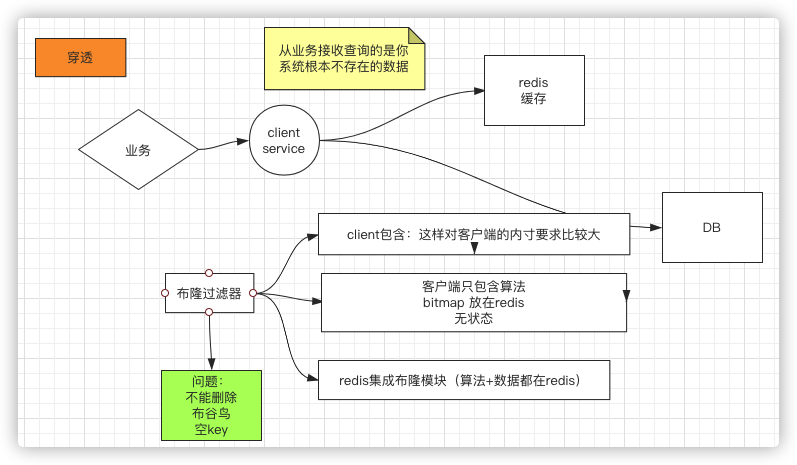 穿透
从业务接收查询的是你
系统根本不存在的数据
redis
缓存
client
service
业务
DB
client包含：这样对客户端的内寸要求比较大
布隆过滤器
客户端只包含算法
bitmap 放在redis
无状态
redis集成布隆模块（算法+数据都在redis）
问题：
不能删除
布谷鸟
空key